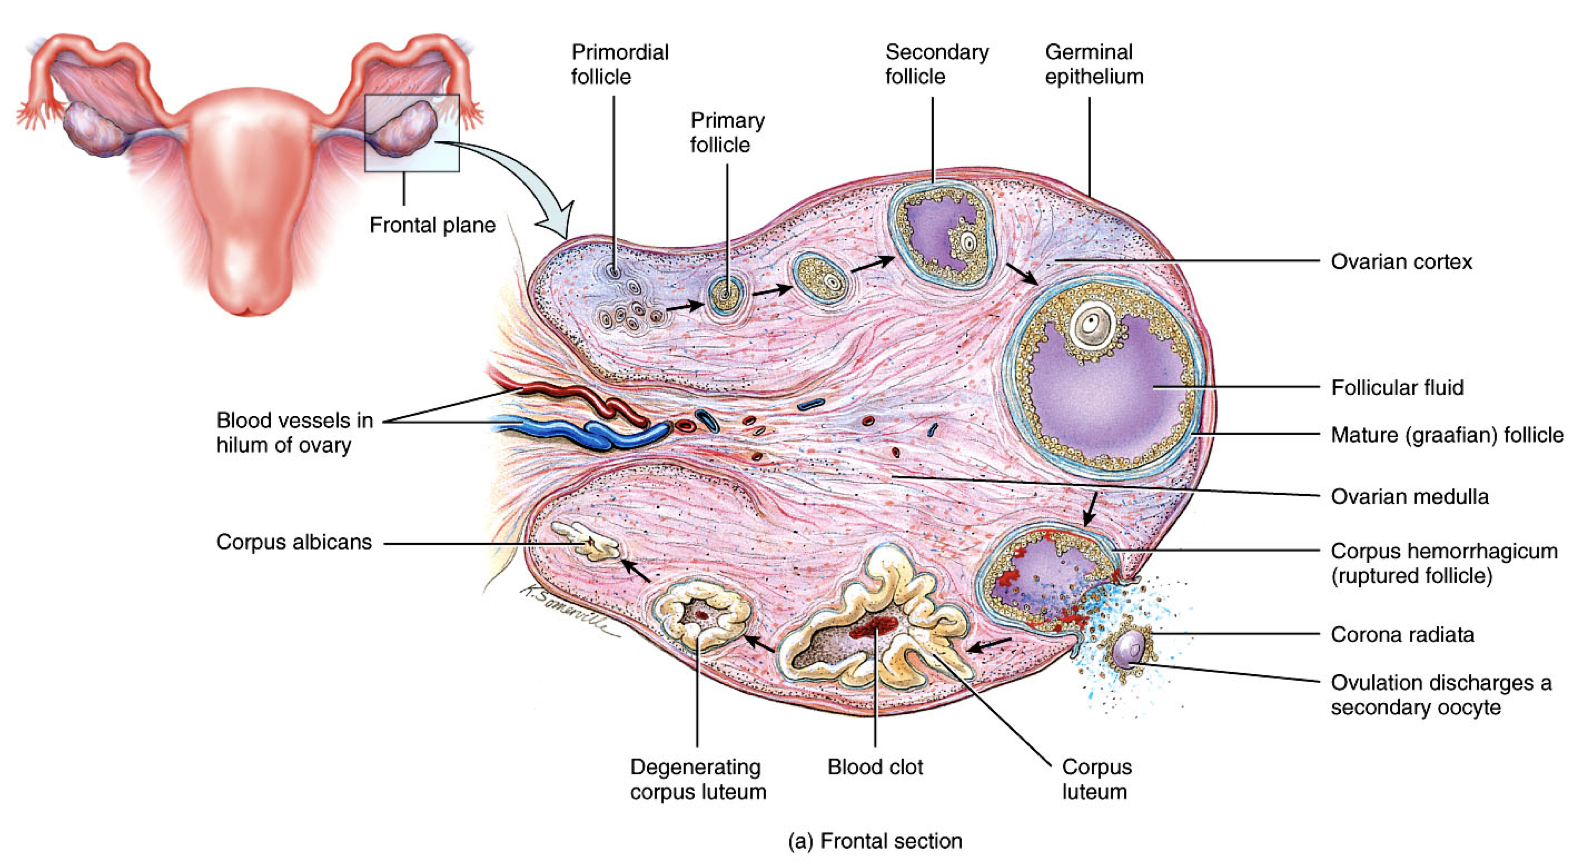 Primordial
follicle
Primary
follicle
Secondary
follicle
Germinal
epithelium
Frontal plane
Ovarian cortex
Follicular fluid
Mature (graafian) follicle
Blood vessels in
hilum of ovary
Ovarian medulla
Corpus albicans
Corpus hemorrhagicum
(ruptured follicle)
K. Somerville
Corona radiata
Ovulation discharges a
secondary oocyte
Degenerating
corpus luteum
Blood clot
Corpus
luteum
(a) Frontal section